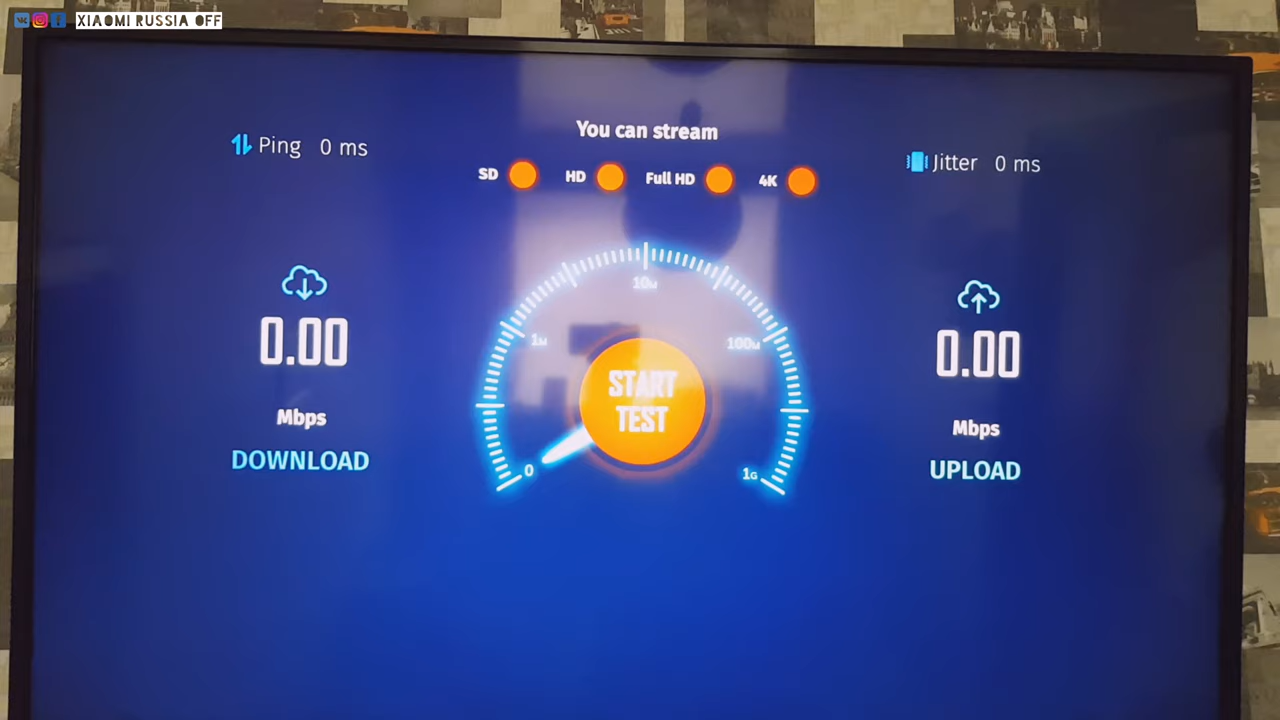 XIAOMI RUSSIA OFF
You can stream
Ping 0 ms
Jitter 0 ms
SD HD Full HD 4K
10M
1M
100M
0.00
Mbps
DOWNLOAD
START
TEST
0
1G
0.00
Mbps
UPLOAD